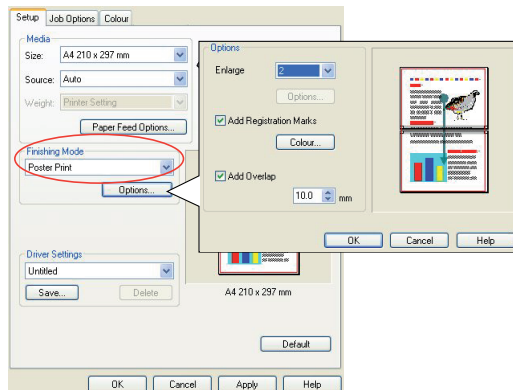 Setup Job Options Colour
Media
Size: A4 210 x 297 mm
Source: Auto
Weight: Printer Setting
Paper Feed Options...
Finishing Mode
Poster Print
Options...
Options
Enlarge 2
Options...
Add Registration Marks
Colour...
Add Overlap
10.0 mm
OK Cancel Help
Driver Settings
Untitled
Save... Delete
A4 210 x 297 mm
Default
OK Cancel Apply Help